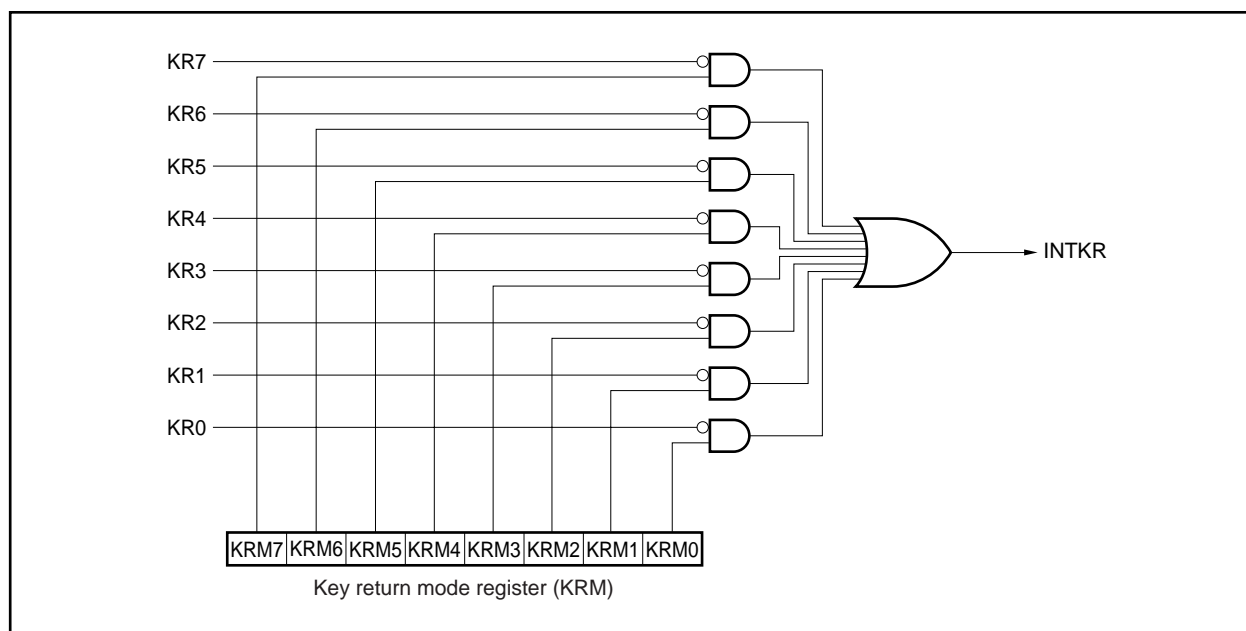 KR7
KR6
KR5
KR4
KR3
KR2
KR1
KR0
INTKR
KRM7 KRM6 KRM5 KRM4 KRM3 KRM2 KRM1 KRM0
Key return mode register (KRM)